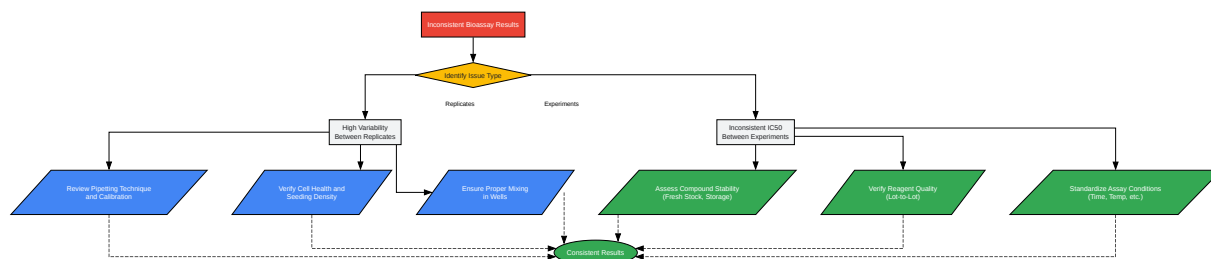 Inconsistent Bioassay Results
Identify Issue Type
Replicates
Experiments
High Variability
Between Replicates
Inconsistent IC50
Between Experiments
Review Pipetting Technique
and Calibration
Verify Cell Health and
Seeding Density
Ensure Proper Mixing
in Wells
Assess Compound Stability
(Fresh Stock, Storage)
Verify Reagent Quality
(Lot-to-Lot)
Standardize Assay Conditions
(Time, Temp, etc.)
Consistent Results